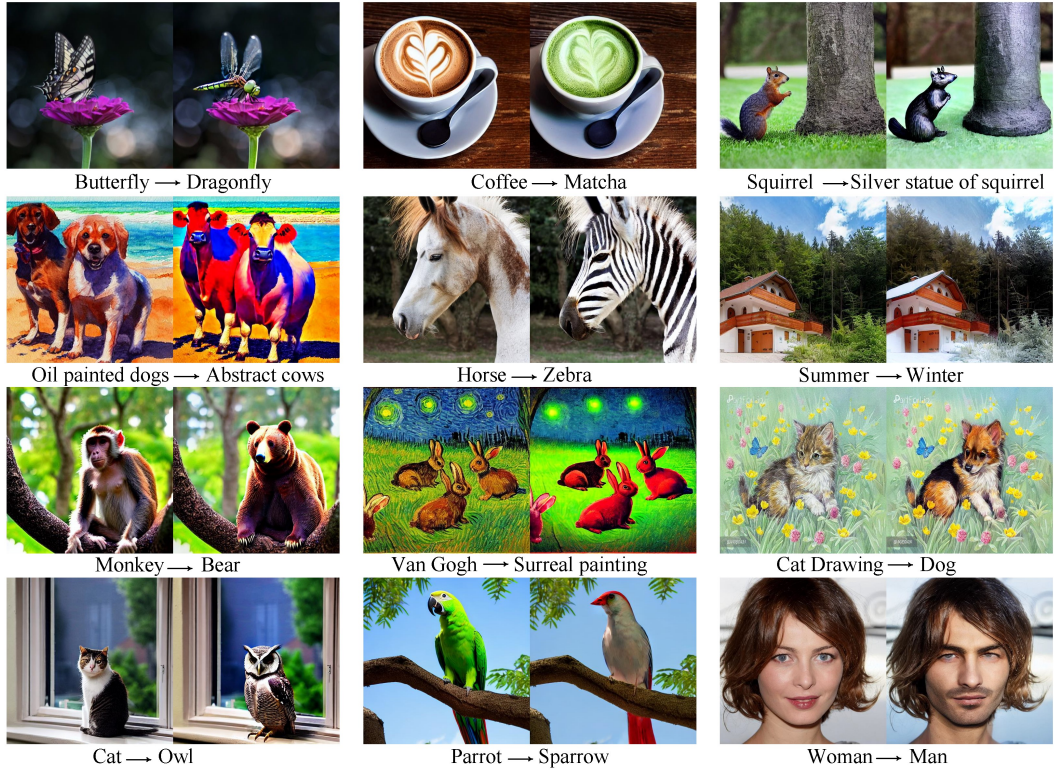 Butterfly → Dragonfly
Coffee → Matcha
Squirrel → Silver statue of squirrel
Oil painted dogs → Abstract cows
Horse → Zebra
Summer → Winter
Monkey → Bear
Van Gogh → Surreal painting
Cat Drawing → Dog
Cat → Owl
Parrot → Sparrow
Woman → Man